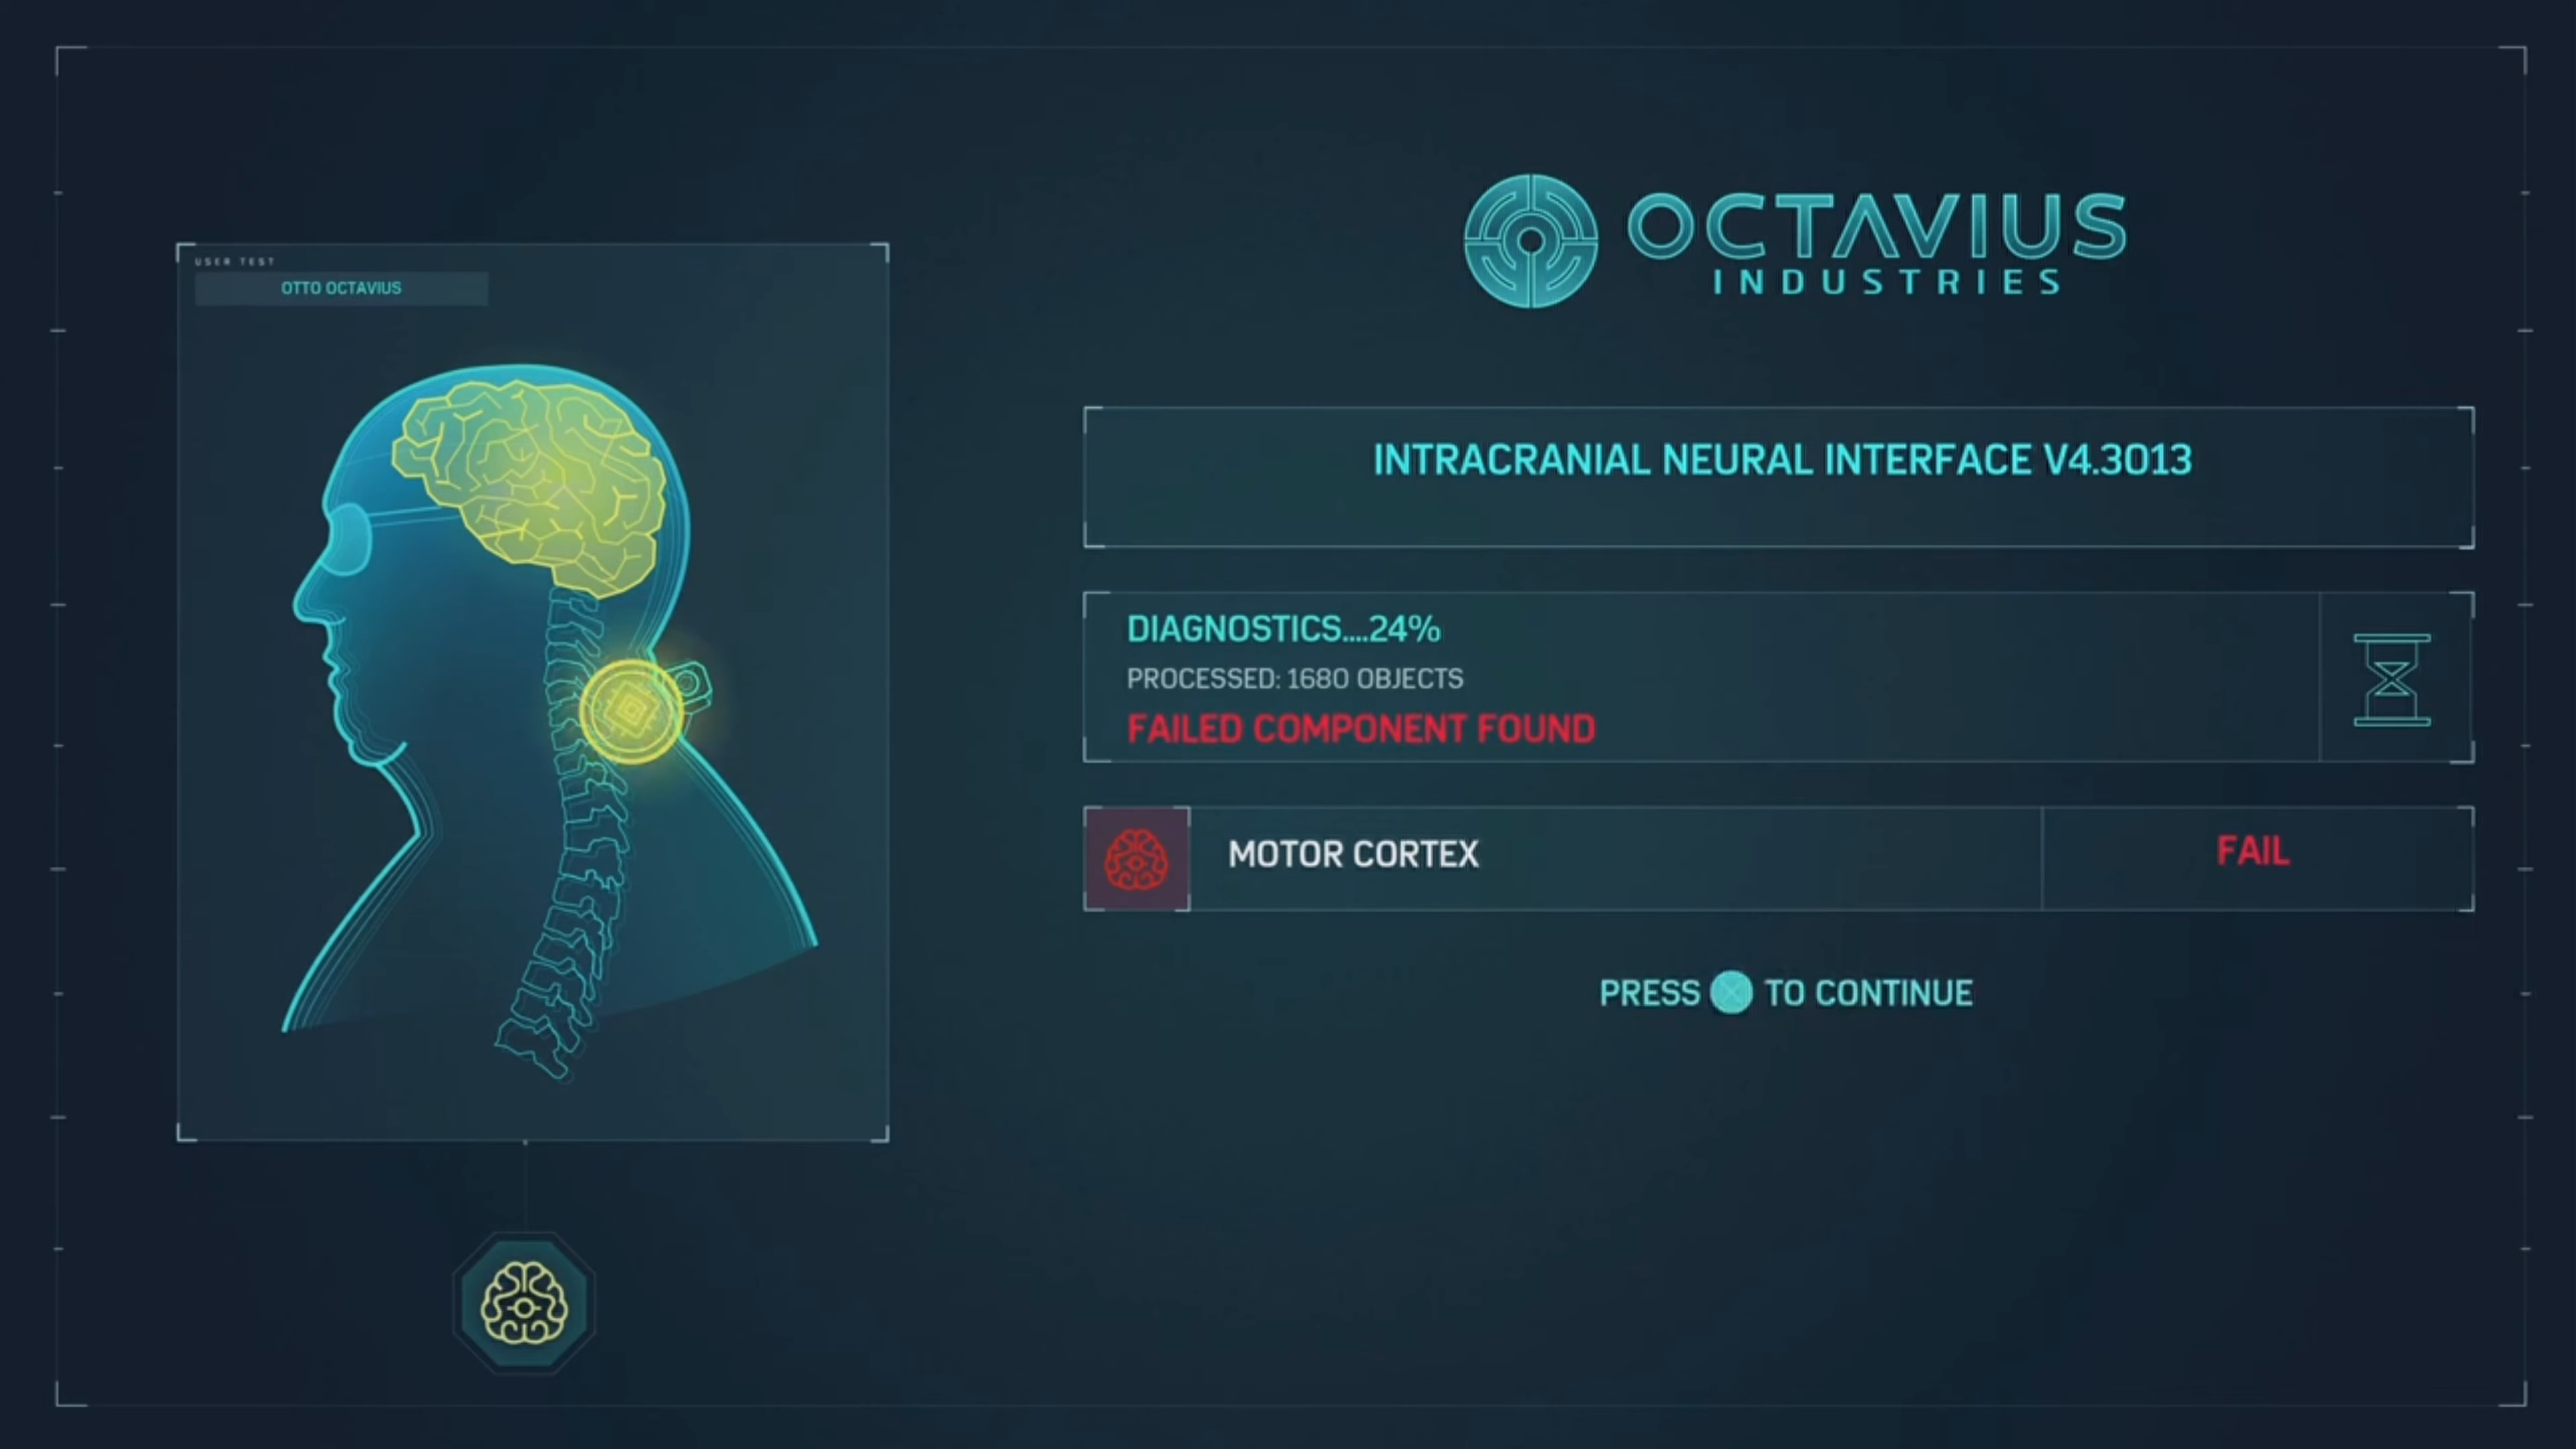 USER TEST
OTTO OCTAVIUS
OCTAVIUS
INDUSTRIES
INTRACRANIAL NEURAL INTERFACE V4.3013
DIAGNOSTICS....24%
PROCESSED: 1680 OBJECTS
FAILED COMPONENT FOUND
MOTOR CORTEX
FAIL
PRESS TO CONTINUE